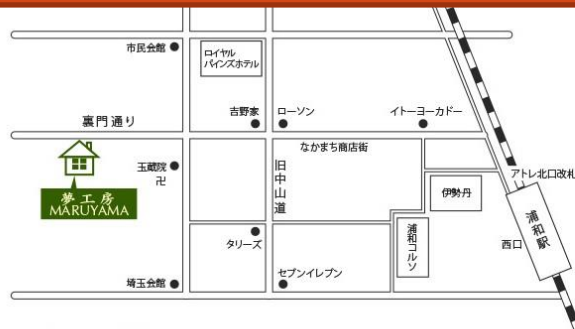 市民会館
ロイヤル
パインズホテル
吉野家
ローソン
イトーヨーカドー
裏門通り
なかまち商店街
玉蔵院
卍
旧中山道
アトレ北口改札
伊勢丹
夢工房
MARUYAMA
浦和駅
西口
浦和コルソ
タリーズ
セブンイレブン
埼玉会館